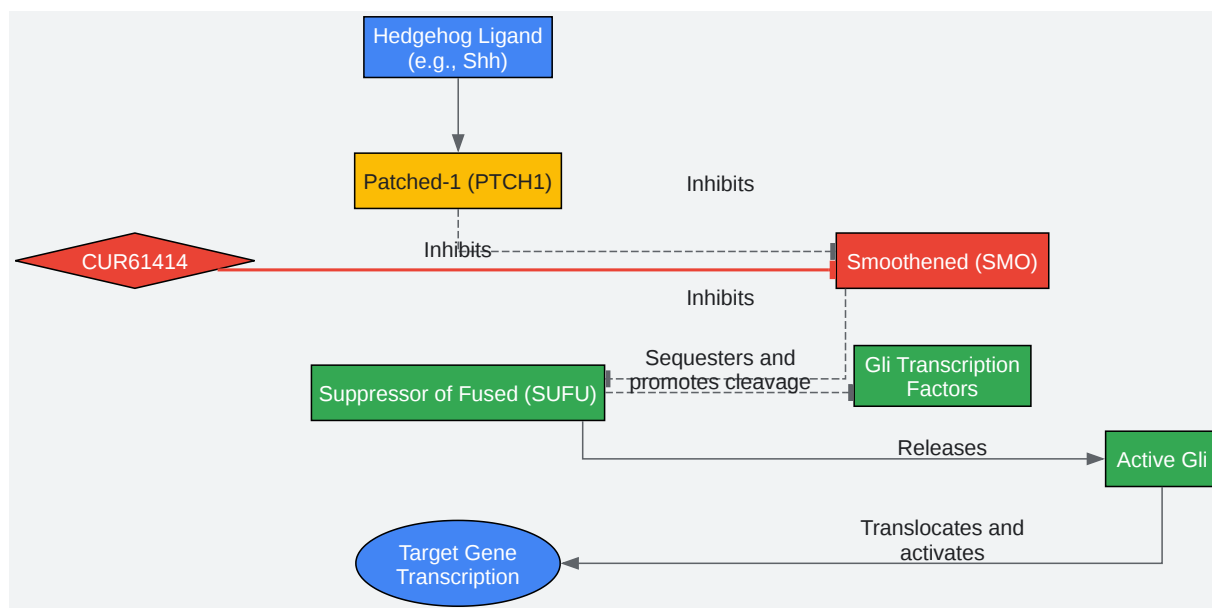 Hedgehog Ligand
(e.g., Shh)
Patched-1 (PTCH1)
Inhibits
Inhibits
CUR61414
Smoothened (SMO)
Inhibits
Sequesters and
promotes cleavage
Gli Transcription
Factors
Suppressor of Fused (SUFU)
Releases
Active Gli
Translocates and
activates
Target Gene
Transcription